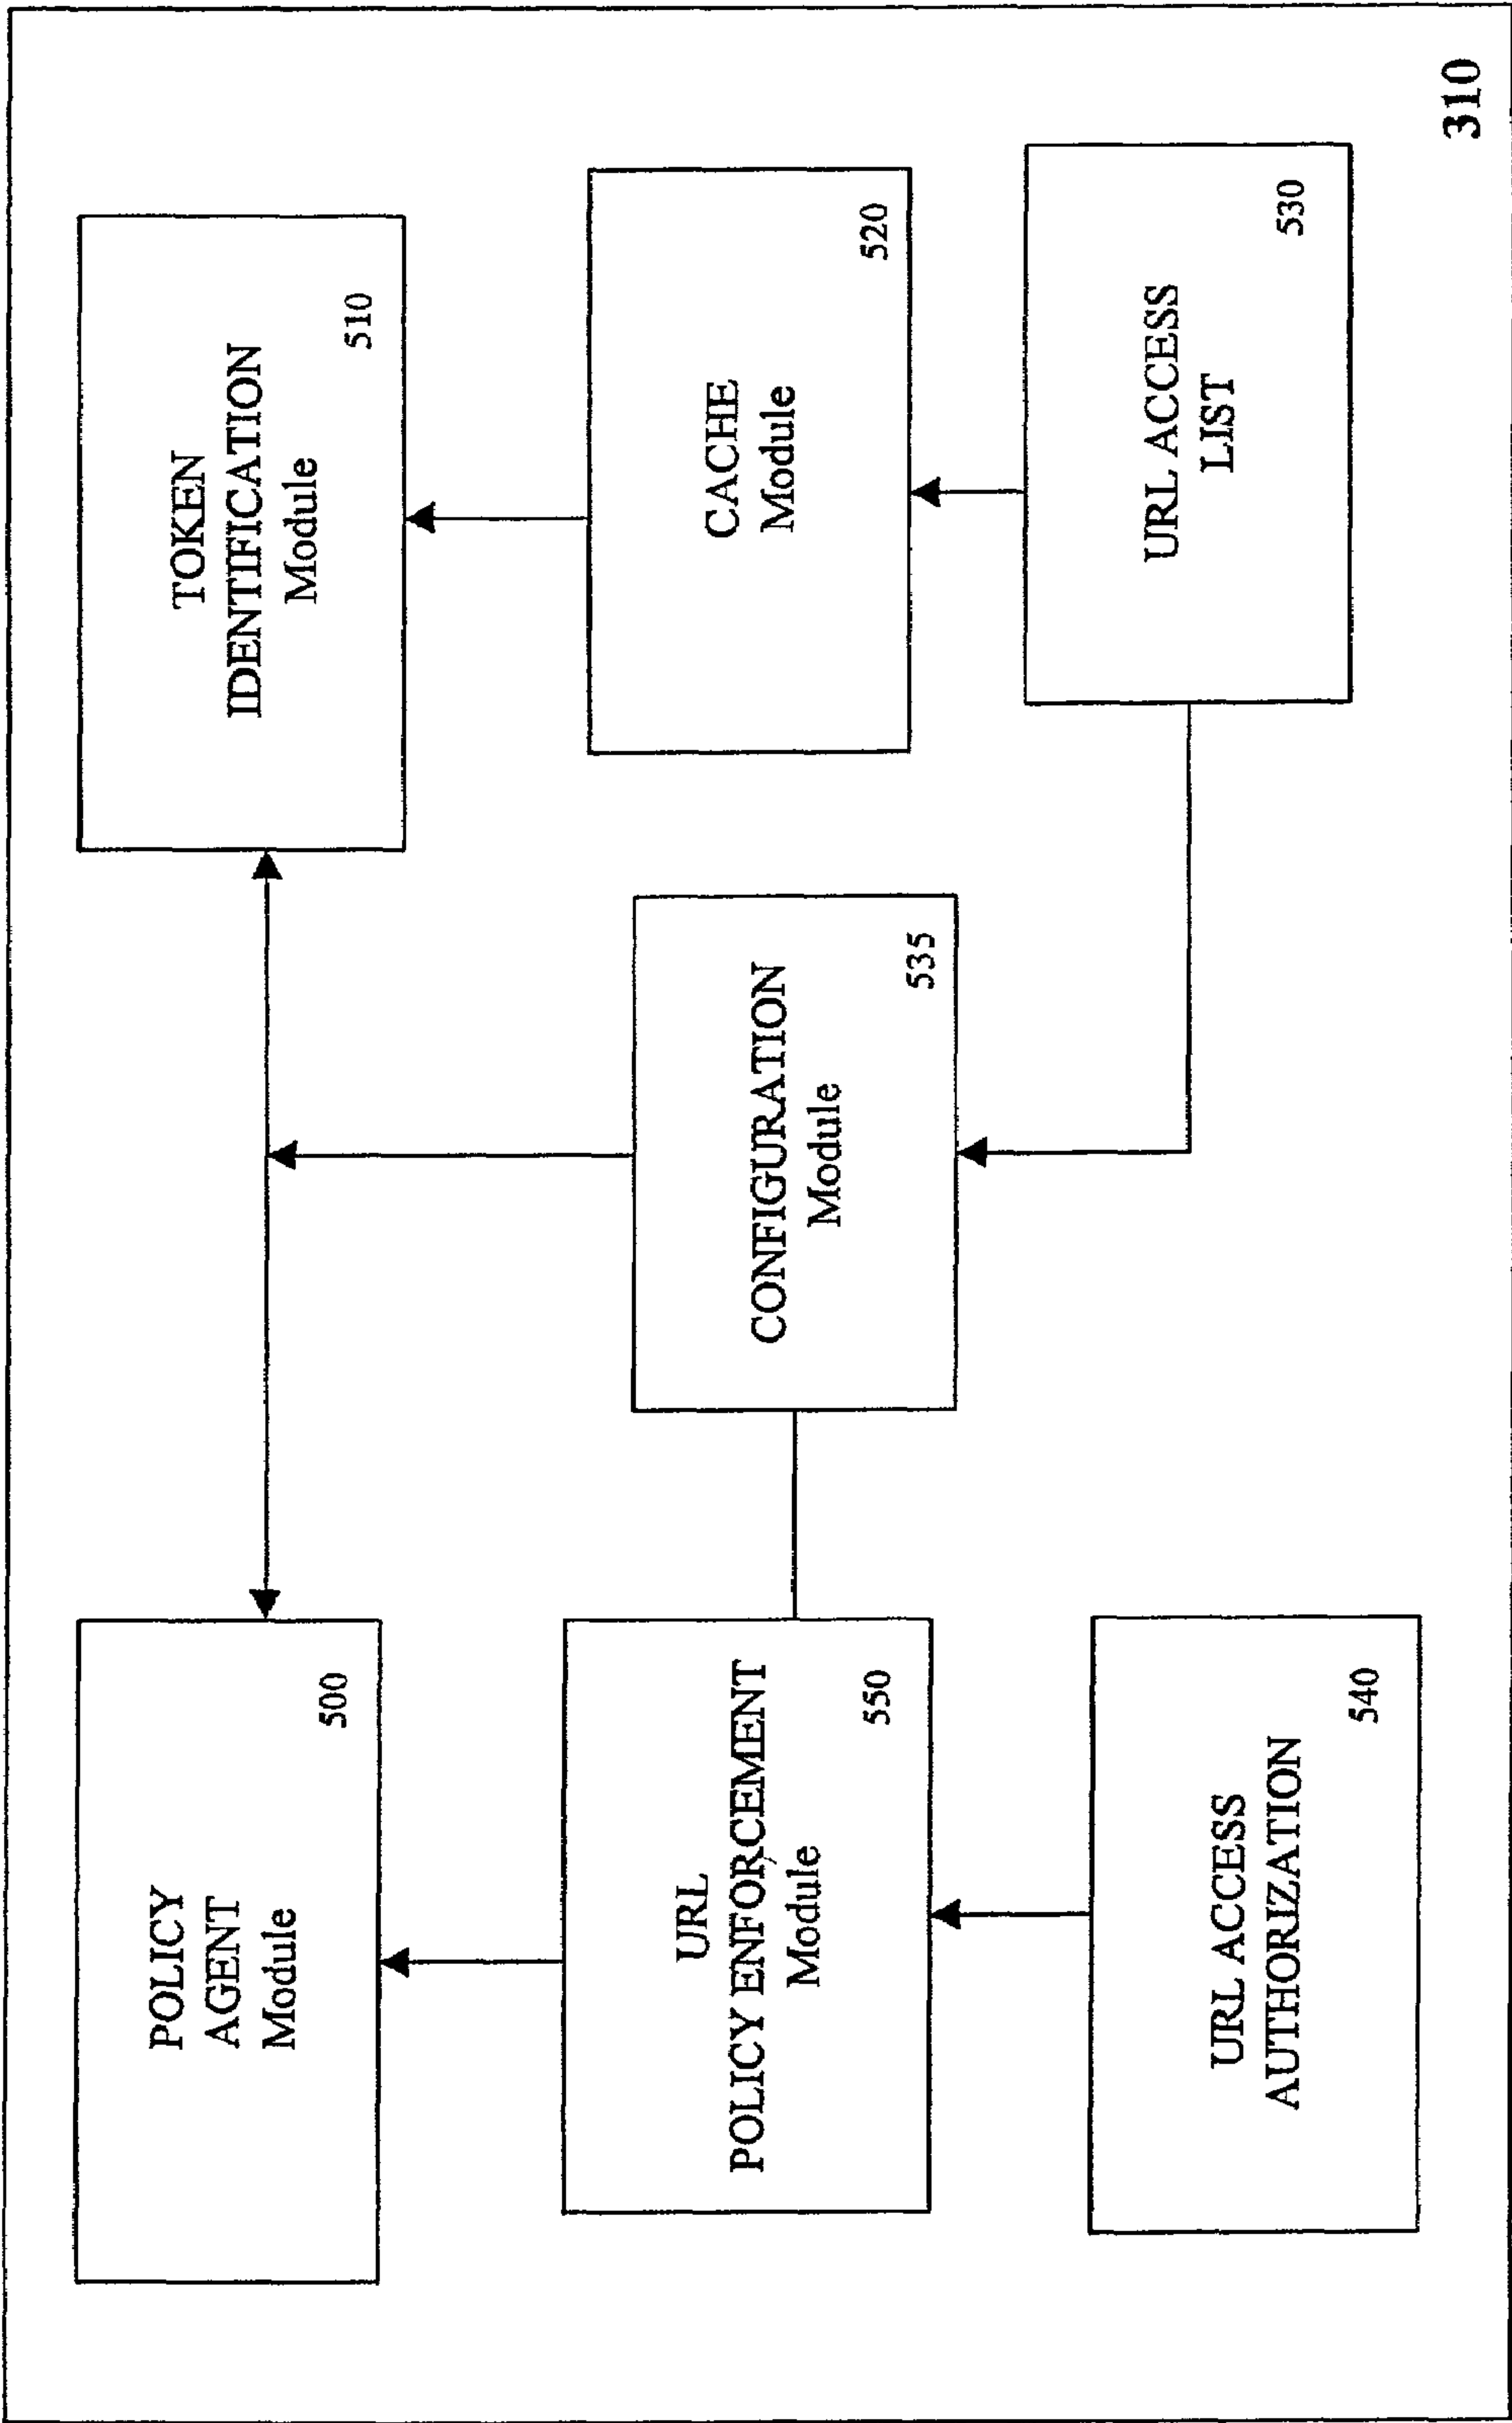 POLICY
AGENT
Module
500
TOKEN
IDENTIFICATION
Module
510
URL
POLICY ENFORCEMENT
Module
550
CONFIGURATION
Module
535
CACHE
Module
520
URL ACCESS
AUTHORIZATION
540
URL ACCESS
LIST
530
310